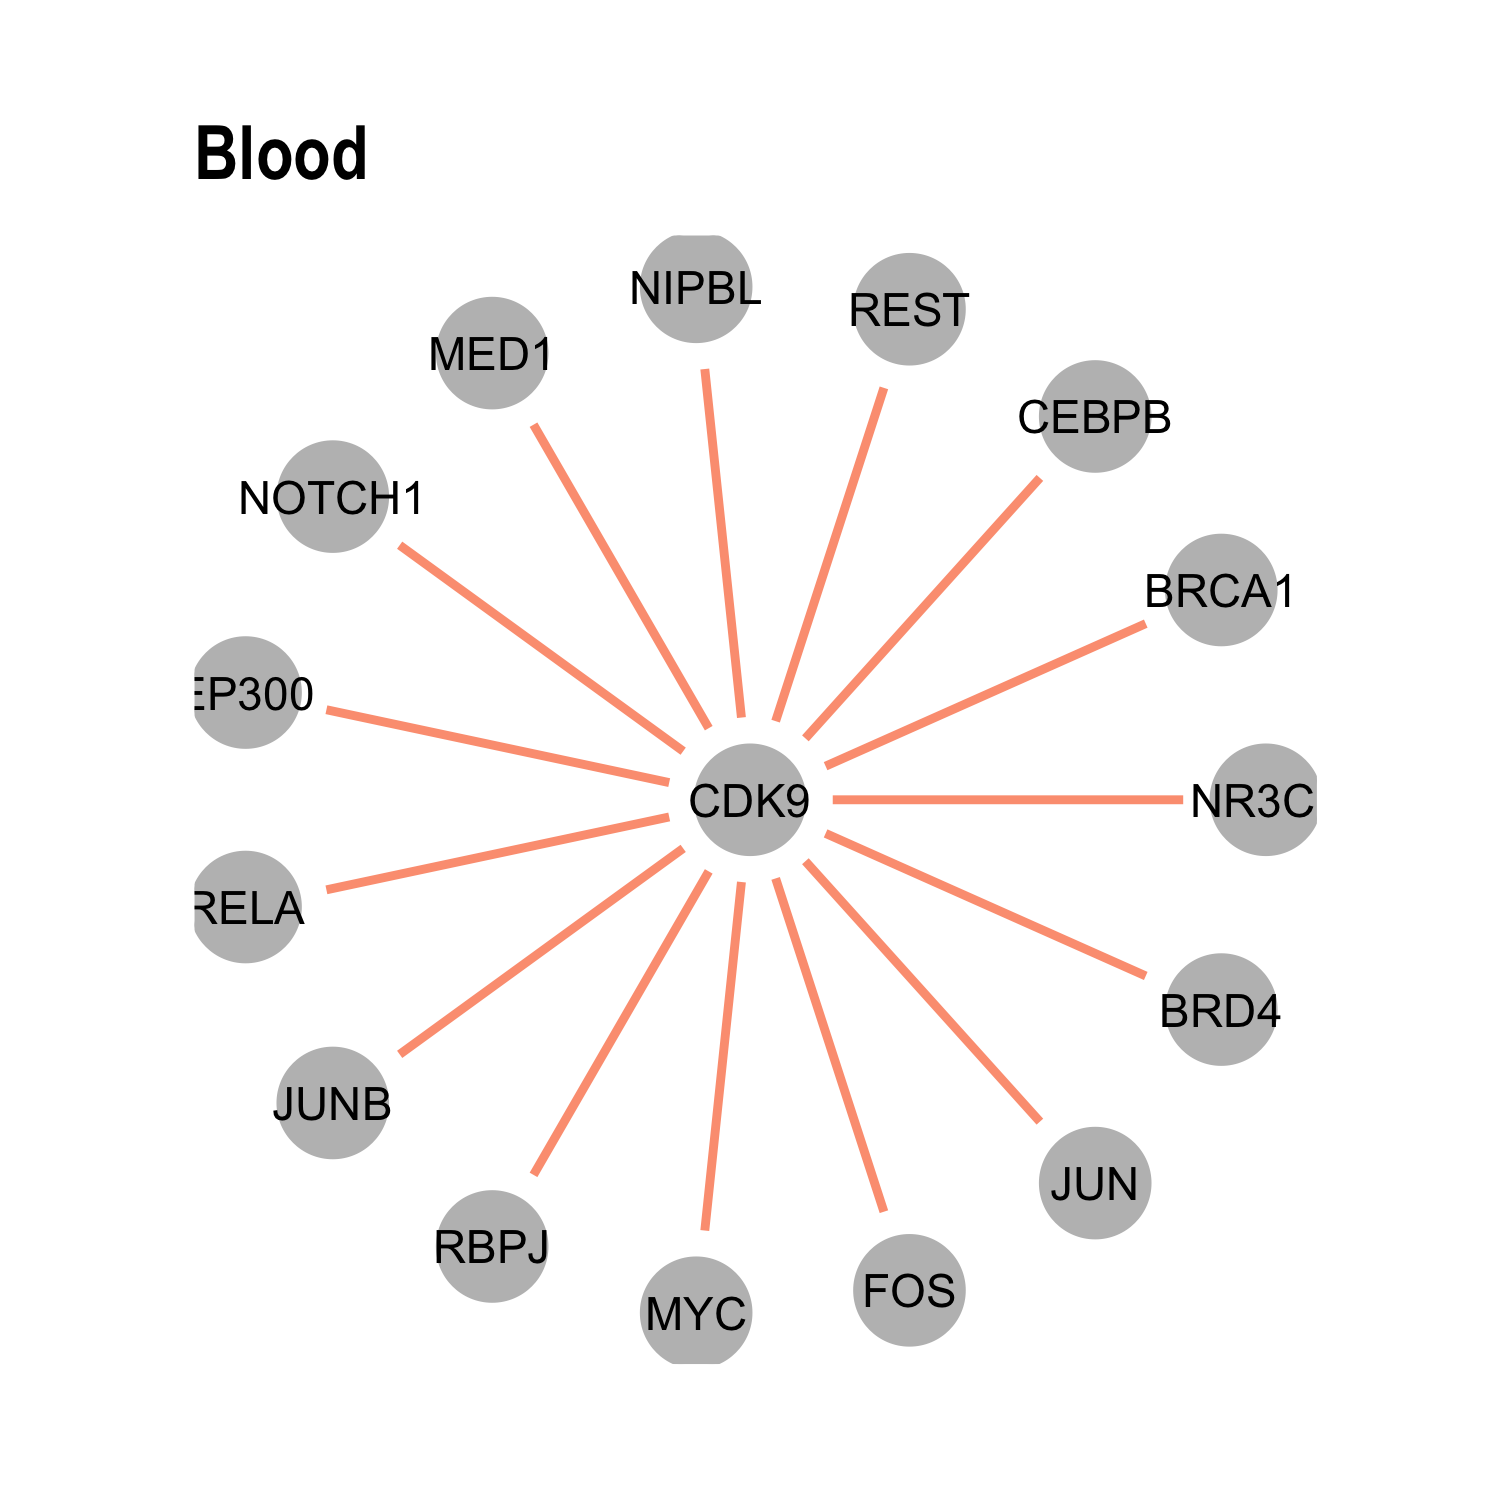 Blood
NIPBL
REST
MED1
CEBPB
NOTCH1
BRCA1
EP300
CDK9
NR3C
RELA
BRD4
JUNB
JUN
RBPJ
FOS
MYC